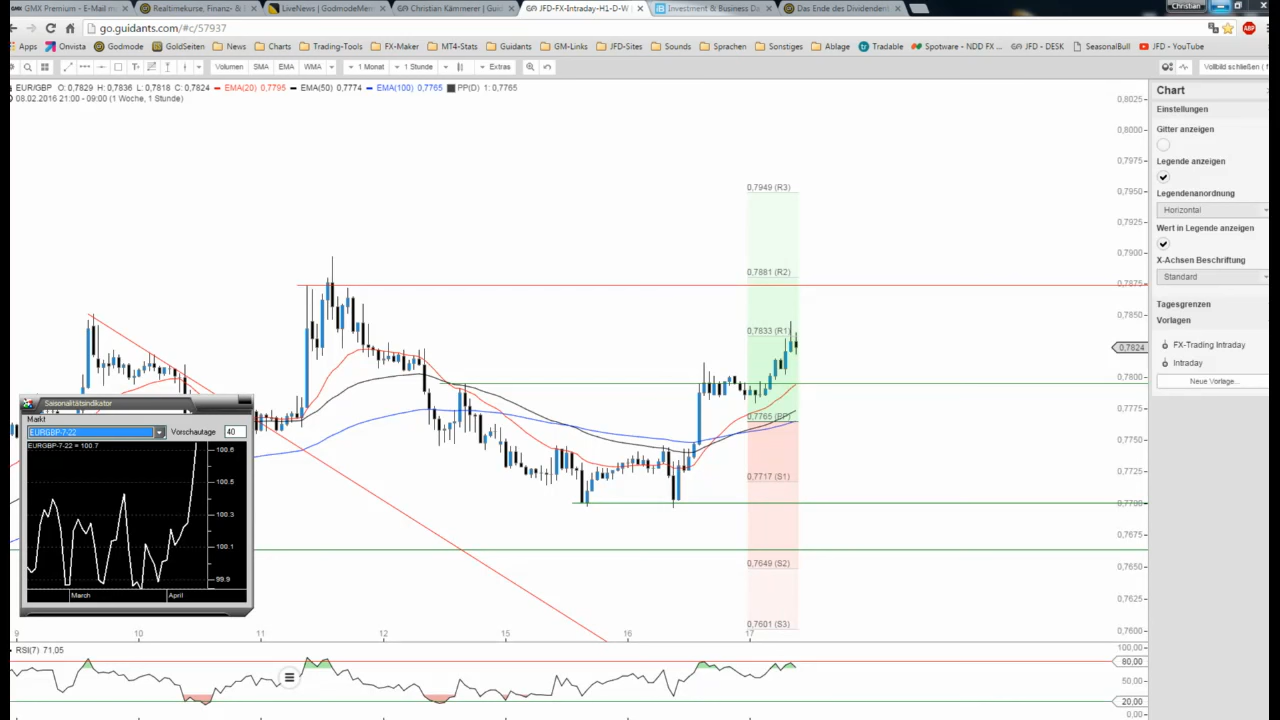 GMX Premium - E-Mail m
Realtimekurse, Finanz- &
LiveNews | GodmodeMem
Christian Kämmerer | Guid
JFD-FX-Intraday-H1-D-W
Investment & Business Da
Das Ende des Dividendent
Christian
go.guidants.com/#c/57937
Apps
Onvista
Godmode
GoldSeiten
News
Charts
Trading-Tools
FX-Maker
MT4-Stats
Guidants
GM-Links
JFD-Sites
Sounds
Sprachen
Sonstiges
Ablage
Tradable
Spotware - NDD FX ...
JFD - DESK
SeasonalBull
JFD - YouTube
Volumen
SMA
EMA
WMA
1 Monat
1 Stunde
Extras
Vollbild schließen ( f
EUR/GBP O: 0,7829 H: 0,7836 L: 0,7818 C: 0,7824 EMA(20) 0,7795 EMA(50) 0,7774 EMA(100) 0,7765 PP(D) 1: 0,7765
08.02.2016 21:00 - 09:00 (1 Woche, 1 Stunde)
Chart
Einstellungen
Gitter anzeigen
Legende anzeigen
Legendenanordnung
Horizontal
Wert in Legende anzeigen
X-Achsen Beschriftung
Standard
Tagesgrenzen
Vorlagen
FX-Trading Intraday
Intraday
Neue Vorlage...
0,8025
0,8000
0,7975
0,7950
0,7925
0,7900
0,7875
0,7850
0,7824
0,7800
0,7775
0,7750
0,7725
0,7700
0,7675
0,7650
0,7625
0,7600
0,7949 (R3)
0,7881 (R2)
0,7833 (R1)
0,7765 (PP)
0,7717 (S1)
0,7649 (S2)
0,7601 (S3)
Saisonalitätsindikator
Markt
EURGBP-7-22
Vorschautage
40
EURGBP-7-22 = 100.7
100.6
100.5
100.3
100.1
99.9
March
April
9
10
11
12
15
16
17
RSI(7) 71,05
100.00
80,00
50.00
20,00
0.00